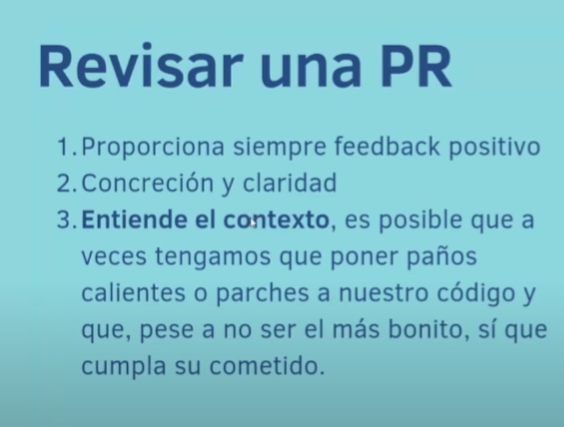 Revisar una PR
1. Proporciona siempre feedback positivo
2. Concreción y claridad
3. Entiende el contexto, es posible que a
veces tengamos que poner paños
calientes o parches a nuestro código y
que, pese a no ser el más bonito, sí que
cumpla su cometido.